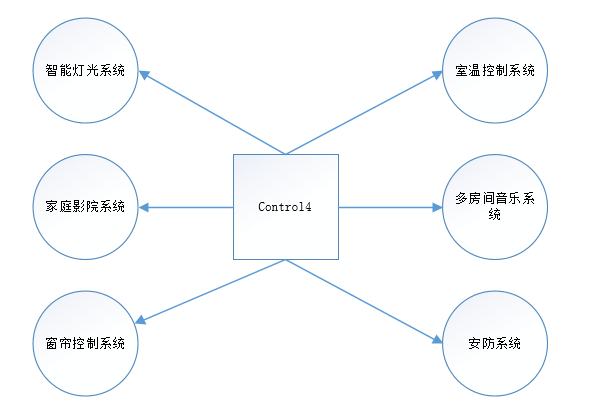 智能灯光系统
室温控制系统
家庭影院系统
Control4
多房间音乐系
统
窗帘控制系统
安防系统